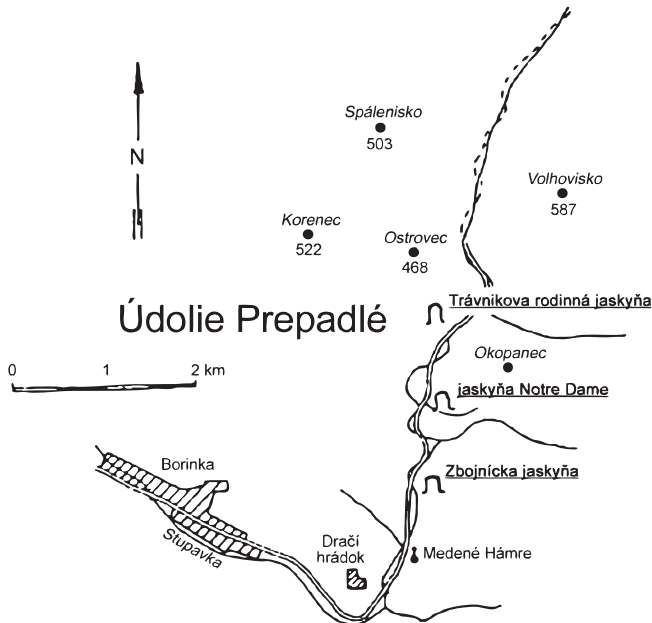 Spálenisko
503
N
Volhovisko
587
Korenec
522
Ostrovec
468
Údolie Prepadlé
Trávnikova rodinná jaskyňa
Okopanec
0 1 2 km
jaskyňa Notre Dame
Borinka
Zbojnícka jaskyňa
Stupavka
Dračí
hrádok
Medené Hámre